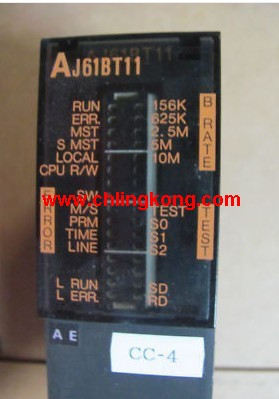 AJ61BT11
RUN 156K
ERR. 625K
MST 2.5M
S MST 5M
LOCAL 10M
CPU R/W
B RATE
www.chlingkong.com
ERROR
SW
M/S TEST
PRM S0
TIME S1
LINE S2
TEST
L RUN SD
L ERR. RD
A E
CC-4